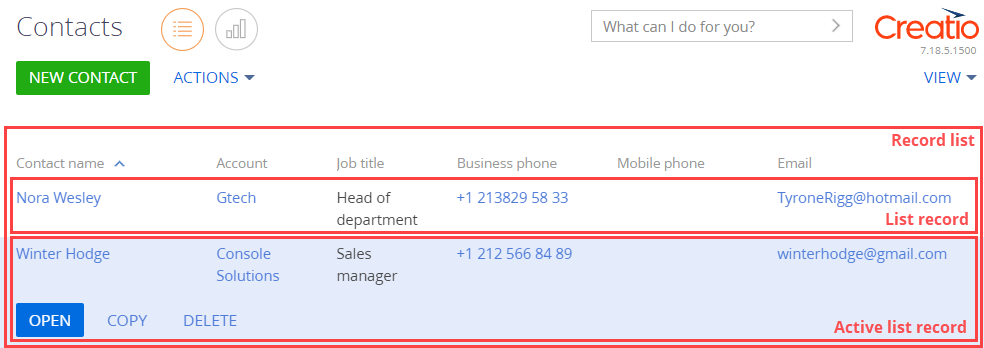 Contacts
What can I do for you?
Creatio
7.18.5.1500
NEW CONTACT ACTIONS VIEW
Record list
Contact name Account Job title Business phone Mobile phone Email
Nora Wesley Gtech Head of +1 213829 58 33 TyroneRigg@hotmail.com
department
List record
Winter Hodge Console Sales +1 212 566 84 89 winterhodge@gmail.com
Solutions manager
OPEN COPY DELETE
Active list record